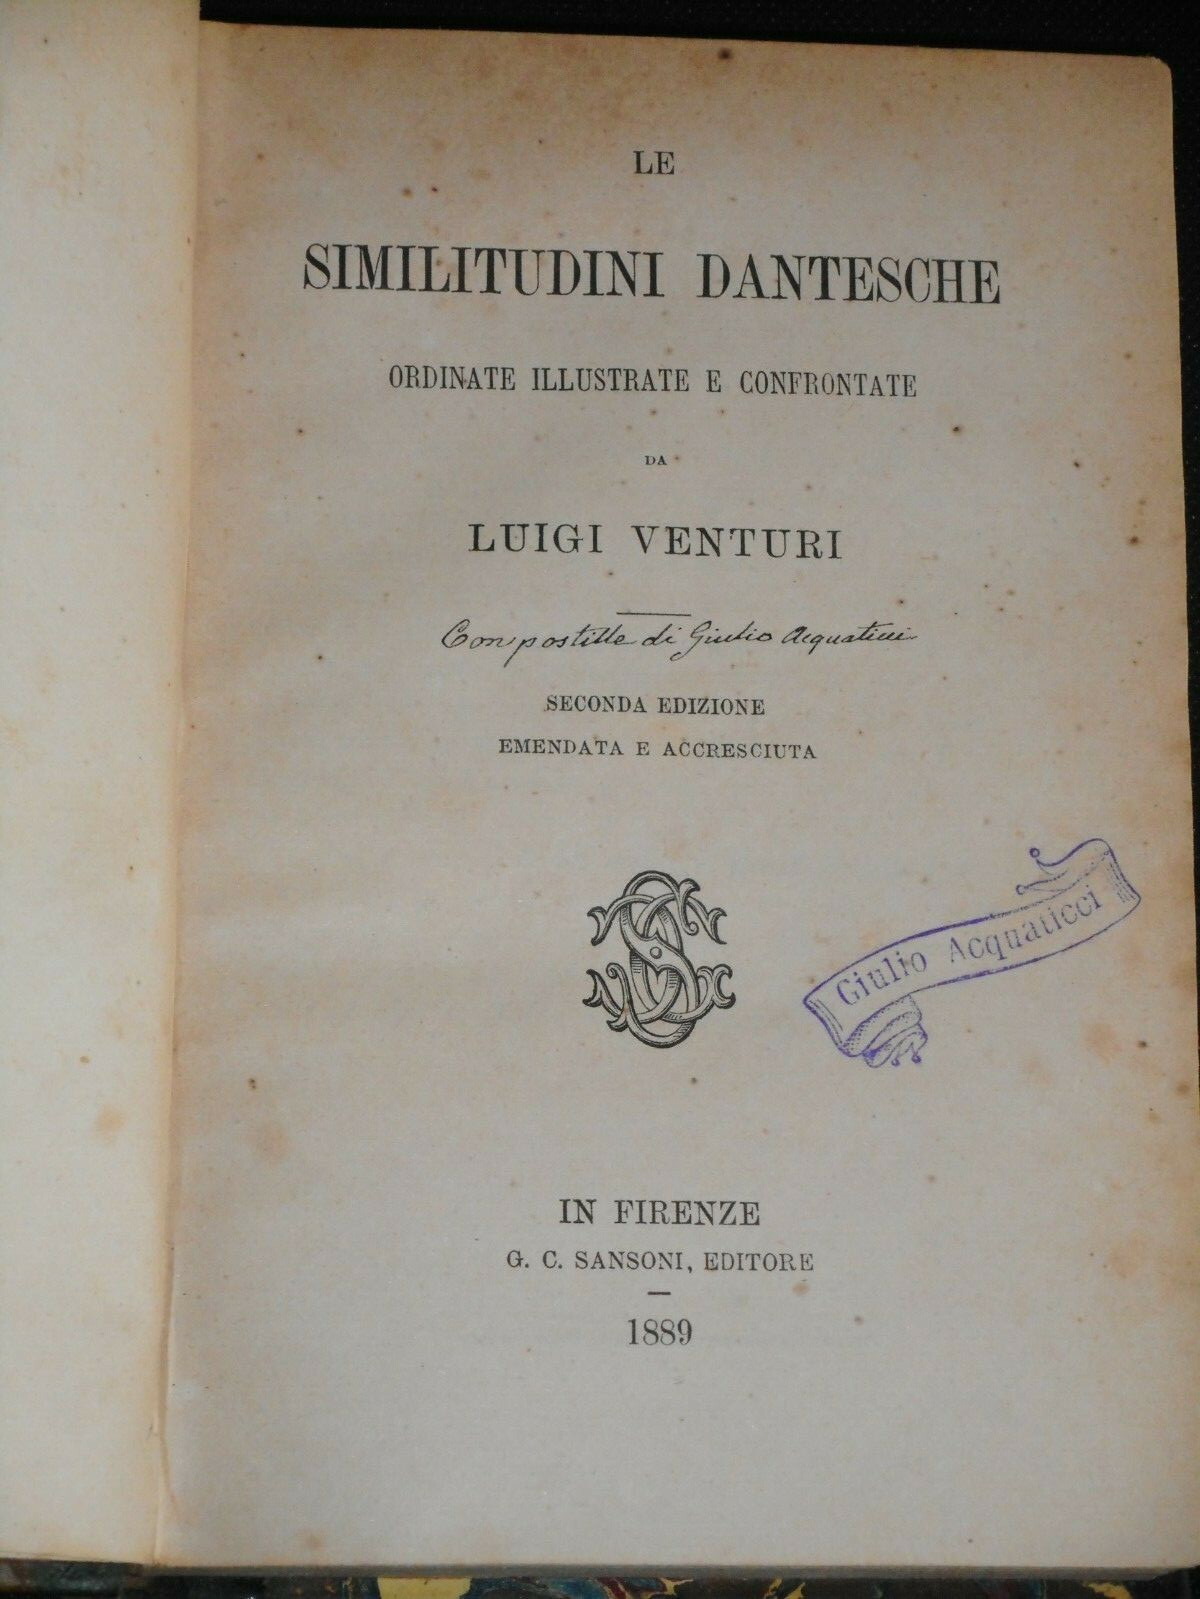 LE
SIMILITUDINI DANTESCHE
ORDINATE ILLUSTRATE E CONFRONTATE
DA
LUIGI VENTURI
Con postille di Giulio Acquaticci
SECONDA EDIZIONE
EMENDATA E ACCRESCIUTA
Giulio Acquaticci
IN FIRENZE
G. C. SANSONI, EDITORE
1889